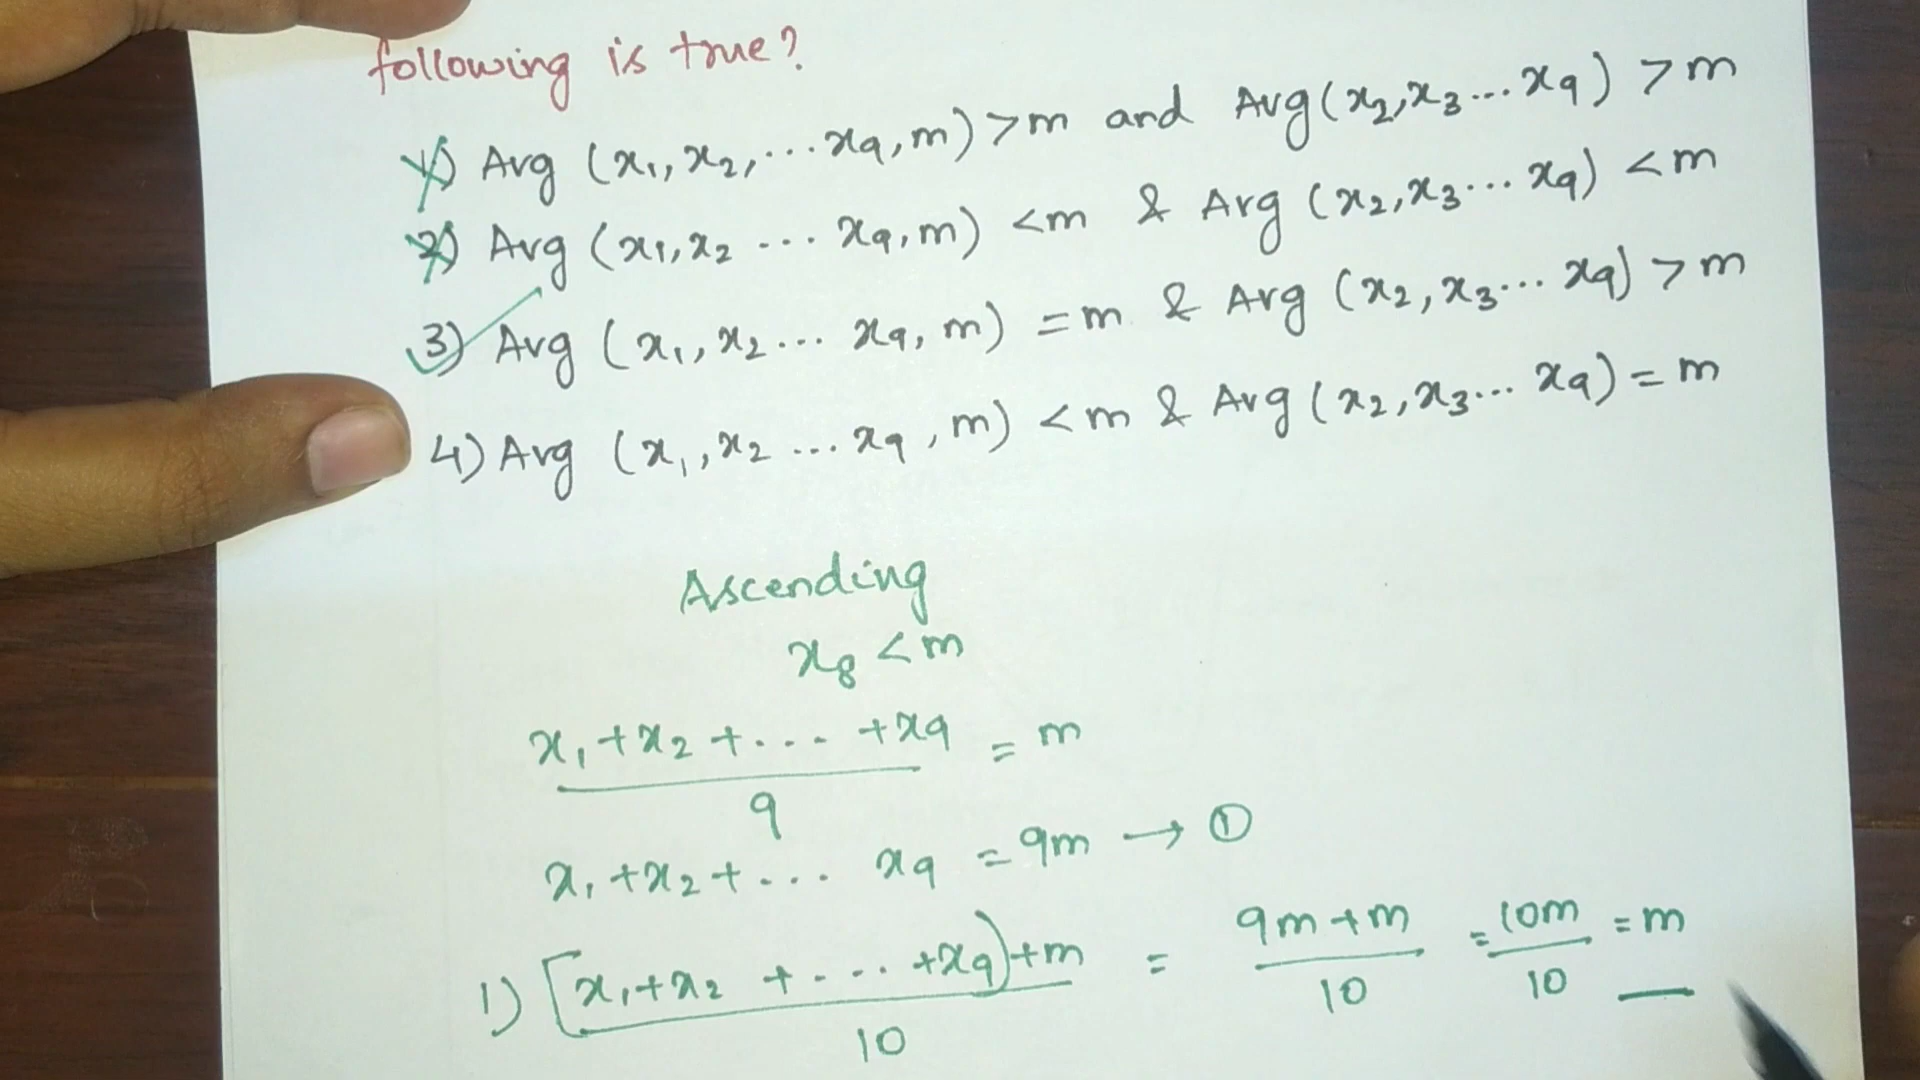 following is true?
1) Avg (x₁, x₂, ... x₉, m) > m and Avg (x₂, x₃ ... x₉) > m
2) Avg (x₁, x₂ ... x₉, m) < m & Avg (x₂, x₃ ... x₉) < m
3) Avg (x₁, x₂ ... x₉, m) = m & Avg (x₂, x₃ ... x₉) > m
4) Avg (x₁, x₂ ... x₉, m) < m & Avg (x₂, x₃ ... x₉) = m
Ascending
x₈ < m
x₁ + x₂ + ... + x₉ = m
9
x₁ + x₂ + ... x₉ = 9m → ①
1) [x₁ + x₂ + ... + x₉) + m = 9m + m = 10m = m
10 10 10